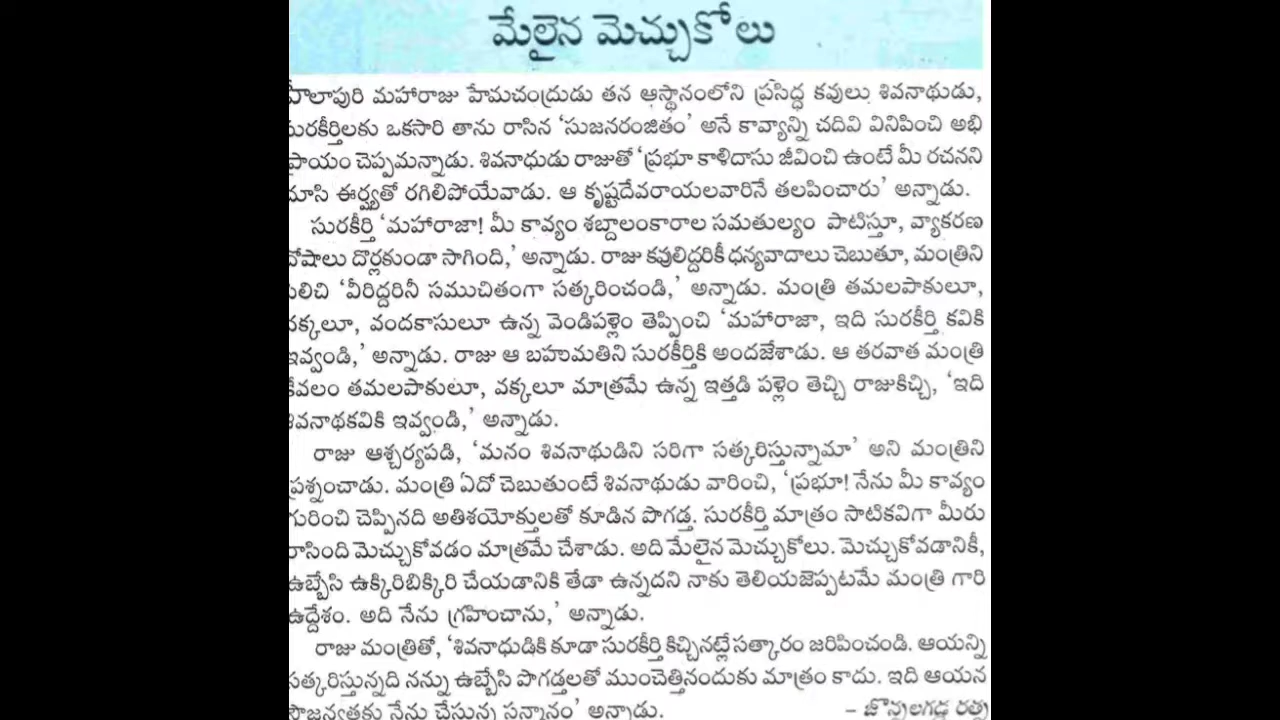 మేలైన మెచ్చుకోలు
హేలాపురి మహారాజు హేమచంద్రుడు తన ఆస్థానంలోని ప్రసిద్ధ కవులు శివనాథుడు,
సురకీర్తిలకు ఒకసారి తాను రాసిన ‘సుజనరంజితం’ అనే కావ్యాన్ని చదివి వినిపించి అభి
ప్రాయం చెప్పమన్నాడు. శివనాథుడు రాజుతో ‘ప్రభూ కాళిదాసు జీవించి ఉంటే మీ రచనని
చూసి ఈర్ష్యతో రగిలిపోయేవాడు. ఆ కృష్ణదేవరాయలవారినే తలపించారు’ అన్నాడు.
సురకీర్తి ‘మహారాజా! మీ కావ్యం శబ్దాలంకారాల సమతుల్యం పాటిస్తూ, వ్యాకరణ
దోషాలు దొర్లకుండా సాగింది,’ అన్నాడు. రాజు కవులిద్దరికీ ధన్యవాదాలు చెబుతూ, మంత్రిని
పిలిచి ‘వీరిద్దరినీ సముచితంగా సత్కరించండి,’ అన్నాడు. మంత్రి తమలపాకులూ,
వక్కలూ, వందకాసులూ ఉన్న వెండిపళ్లెం తెప్పించి ‘మహారాజా, ఇది సురకీర్తి కవికి
ఇవ్వండి,’ అన్నాడు. రాజు ఆ బహుమతిని సురకీర్తికి అందజేశాడు. ఆ తరవాత మంత్రి
కేవలం తమలపాకులూ, వక్కలూ మాత్రమే ఉన్న ఇత్తడి పళ్లెం తెచ్చి రాజుకిచ్చి, ‘ఇది
శివనాథకవికి ఇవ్వండి,’ అన్నాడు.
రాజు ఆశ్చర్యపడి, ‘మనం శివనాథుడిని సరిగా సత్కరిస్తున్నామా’ అని మంత్రిని
ప్రశ్నించాడు. మంత్రి ఏదో చెబుతుంటే శివనాథుడు వారించి, ‘ప్రభూ! నేను మీ కావ్యం
గురించి చెప్పినది అతిశయోక్తులతో కూడిన పొగడ్త. సురకీర్తి మాత్రం సాటికవిగా మీరు
రాసింది మెచ్చుకోవడం మాత్రమే చేశాడు. అది మేలైన మెచ్చుకోలు. మెచ్చుకోవడానికీ,
ఉబ్బేసి ఉక్కిరిబిక్కిరి చేయడానికి తేడా ఉన్నదని నాకు తెలియజెప్పటమే మంత్రి గారి
ఉద్దేశం. అది నేను గ్రహించాను,’ అన్నాడు.
రాజు మంత్రితో, ‘శివనాథుడికి కూడా సురకీర్తి కిచ్చినట్లే సత్కారం జరిపించండి. ఆయన్ని
సత్కరిస్తున్నది నన్ను ఉబ్బేసి పొగడ్తలతో ముంచెత్తినందుకు మాత్రం కాదు. ఇది ఆయన
సౌజన్యతకు నేను చేస్తున్న సన్మానం’ అన్నాడు. – జొన్నలగడ్డ రత్న